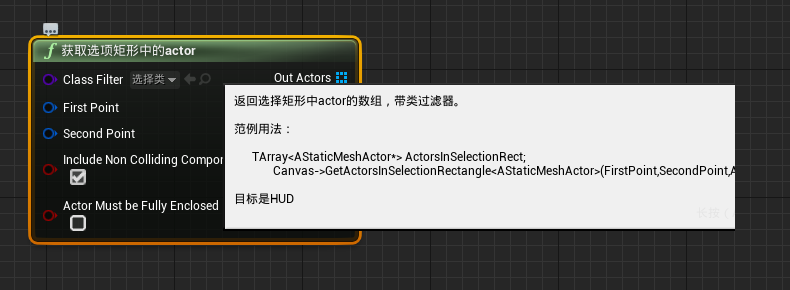 获取选项矩形中的actor
Class Filter 选择类
Out Actors
First Point
Second Point
Include Non Colliding Compor
Actor Must be Fully Enclosed
返回选择矩形中actor的数组，带类过滤器。
范例用法：
TArray<AStaticMeshActor*> ActorsInSelectionRect;
Canvas->GetActorsInSelectionRectangle<AStaticMeshActor>(FirstPoint,SecondPoint,A
目标是HUD